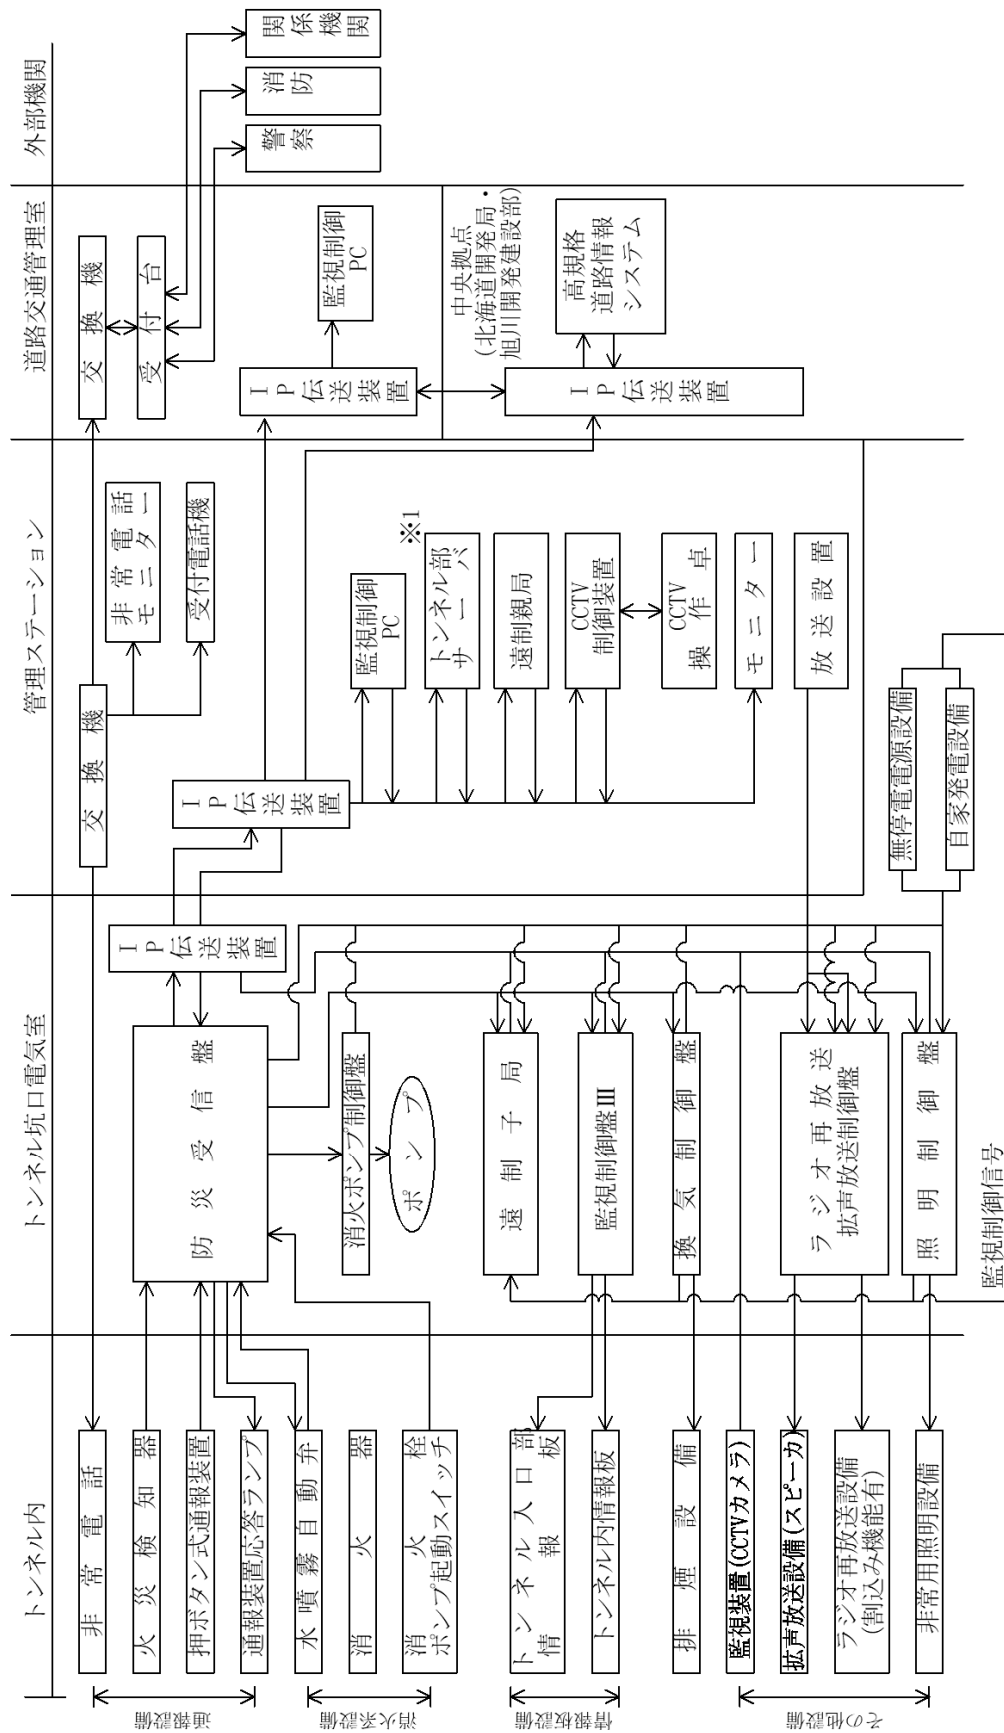 トンネル内
トンネル坑口電気室
管理ステーション
道路交通管理室
外部機関
通報設備
消火系設備
情報板設備
その他設備
非常電話
火災検知器
押ボタン式通報装置
通報装置応答ランプ
水噴霧自動弁
消火器
消火栓
ポンプ起動スイッチ
トンネル入口部
情報板
トンネル内情報板
排煙設備
監視装置(CCTVカメラ)
拡声放送設備(スピーカ)
ラジオ再放送設備
(割込み機能有)
非常用照明設備
防災受信盤
IP伝送装置
消火ポンプ制御盤
ポンプ
遠制子局
監視制御盤Ⅲ
換気制御盤
ラジオ再放送
拡声放送制御盤
照明制御盤
監視制御信号
交換機
非常電話
モニター
受付電話機
IP伝送装置
監視制御
PC
※1
トンネル部
サーバ
遠制親局
CCTV
制御装置
CCTV
操作卓
モニター
放送設置
無停電電源設備
自家発電設備
交換機
受付台
IP伝送装置
監視制御
PC
中央拠点
(北海道開発局・
旭川開発建設部)
IP伝送装置
高規格
道路情報
システム
関係機関
消防
警察